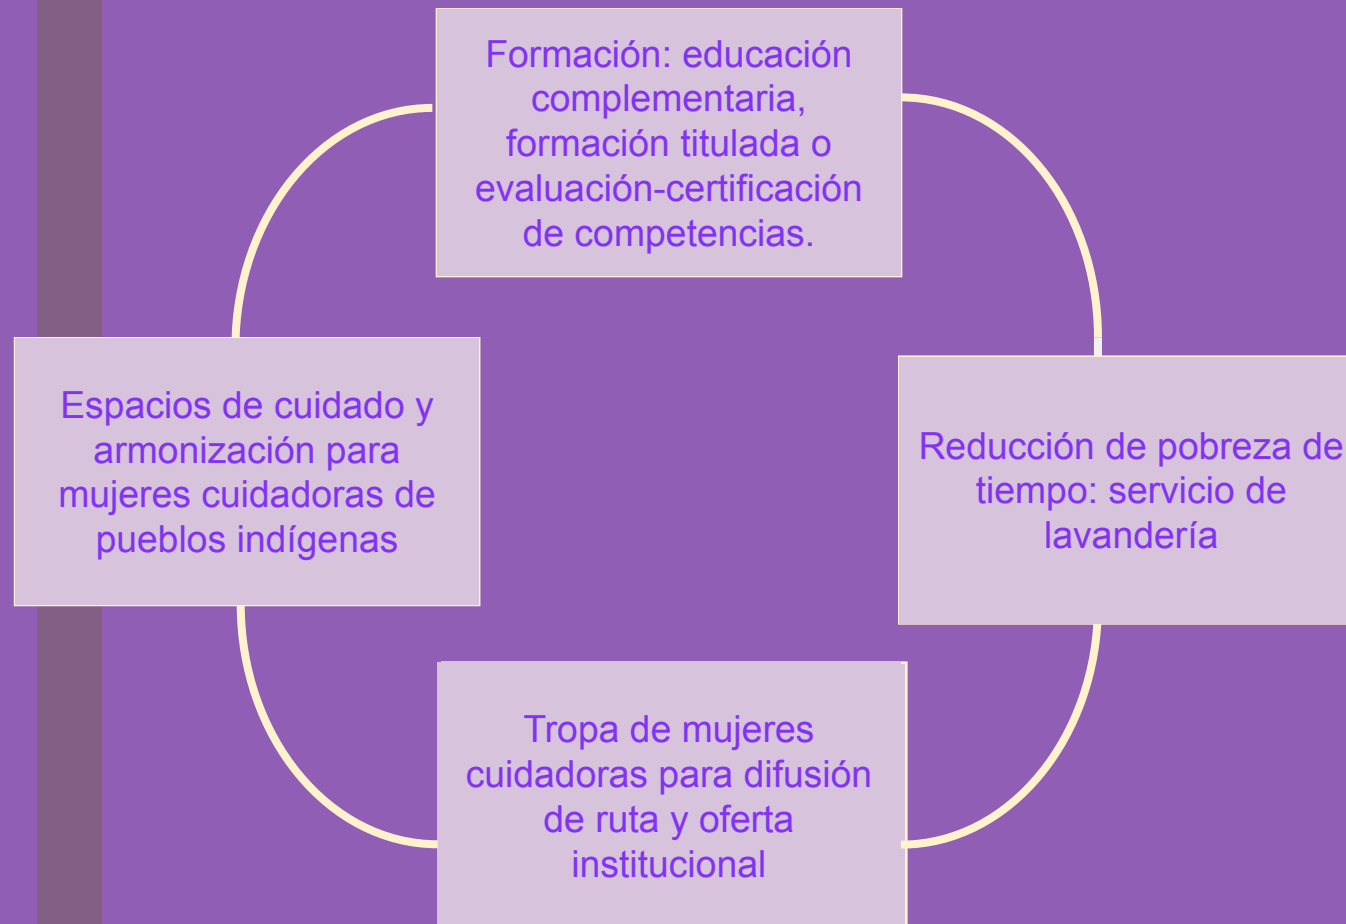 Formación: educación
complementaria,
formación titulada o
evaluación-certificación
de competencias.
Espacios de cuidado y
armonización para
mujeres cuidadoras de
pueblos indígenas
Reducción de pobreza de
tiempo: servicio de
lavandería
Tropa de mujeres
cuidadoras para difusión
de ruta y oferta
institucional